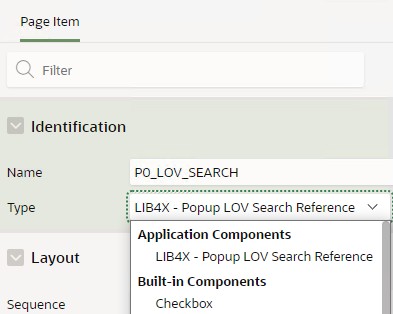 Page Item
Filter
Identification
Name P0_LOV_SEARCH
Type LIB4X - Popup LOV Search Reference
Application Components
LIB4X - Popup LOV Search Reference
Layout
Built-in Components
Sequence Checkbox